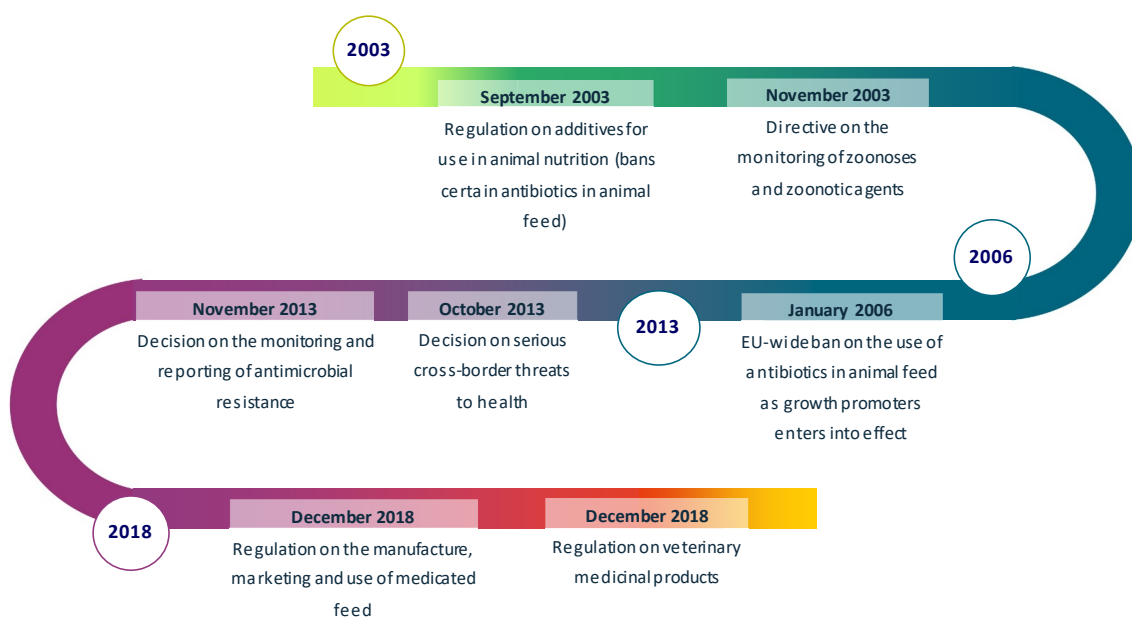 2003
September 2003
Regulation on additives for
use in animal nutrition (bans
certain antibiotics in animal
feed)
November 2003
Directive on the
monitoring of zoonoses
and zoonotic agents
2006
January 2006
EU-wide ban on the use of
antibiotics in animal feed
as growth promoters
enters into effect
2013
October 2013
Decision on serious
cross-border threats
to health
November 2013
Decision on the monitoring and
reporting of antimicrobial
resistance
2018
December 2018
Regulation on the manufacture,
marketing and use of medicated
feed
December 2018
Regulation on veterinary
medicinal products